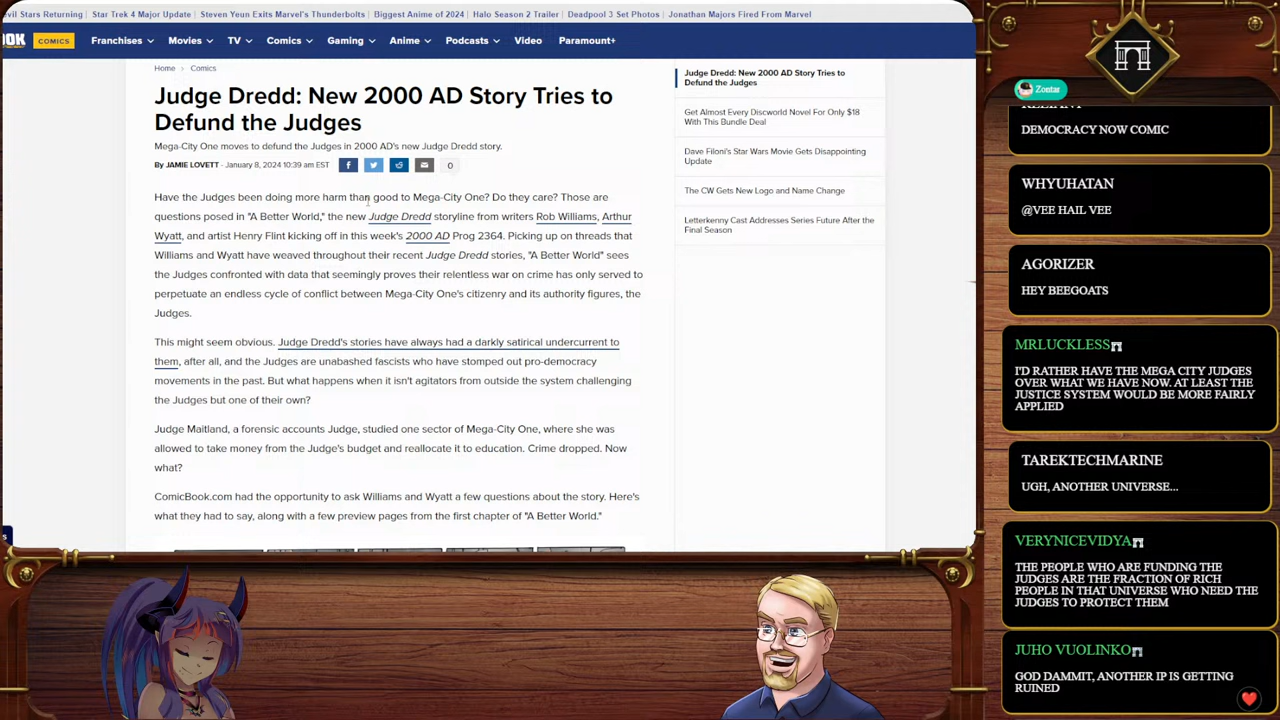 evil Stars Returning | Star Trek 4 Major Update | Steven Yeun Exits Marvel's Thunderbolts | Biggest Anime of 2024 | Halo Season 2 Trailer | Deadpool 3 Set Photos | Jonathan Majors Fired From Marvel
OOK COMICS Franchises Movies TV Comics Gaming Anime Podcasts Video Paramount+
Home > Comics
Judge Dredd: New 2000 AD Story Tries to
Defund the Judges
Mega-City One moves to defund the Judges in 2000 AD's new Judge Dredd story.
By JAMIE LOVETT - January 8, 2024 10:39 am EST 0
Have the Judges been doing more harm than good to Mega-City One? Do they care? Those are
questions posed in "A Better World," the new Judge Dredd storyline from writers Rob Williams, Arthur
Wyatt, and artist Henry Flint kicking off in this week's 2000 AD Prog 2364. Picking up on threads that
Williams and Wyatt have weaved throughout their recent Judge Dredd stories, "A Better World" sees
the Judges confronted with data that seemingly proves their relentless war on crime has only served to
perpetuate an endless cycle of conflict between Mega-City One's citizenry and its authority figures, the
Judges.
This might seem obvious. Judge Dredd's stories have always had a darkly satirical undercurrent to
them, after all, and the Judges are unabashed fascists who have stomped out pro-democracy
movements in the past. But what happens when it isn't agitators from outside the system challenging
the Judges but one of their own?
Judge Maitland, a forensic accounts Judge, studied one sector of Mega-City One, where she was
allowed to take money from the Judge's budget and reallocate it to education. Crime dropped. Now
what?
ComicBook.com had the opportunity to ask Williams and Wyatt a few questions about the story. Here's
what they had to say, along with a few preview pages from the first chapter of "A Better World."
Judge Dredd: New 2000 AD Story Tries to
Defund the Judges
Get Almost Every Discworld Novel For Only $18
With This Bundle Deal
Dave Filoni's Star Wars Movie Gets Disappointing
Update
The CW Gets New Logo and Name Change
Letterkenny Cast Addresses Series Future After the
Final Season
Zontar
DEMOCRACY NOW COMIC
WHYUHATAN
@VEE HAIL VEE
AGORIZER
HEY BEEGOATS
MRLUCKLESS
I'D RATHER HAVE THE MEGA CITY JUDGES
OVER WHAT WE HAVE NOW. AT LEAST THE
JUSTICE SYSTEM WOULD BE MORE FAIRLY
APPLIED
TAREKTECHMARINE
UGH, ANOTHER UNIVERSE...
VERYNICEVIDYA
THE PEOPLE WHO ARE FUNDING THE
JUDGES ARE THE FRACTION OF RICH
PEOPLE IN THAT UNIVERSE WHO NEED THE
JUDGES TO PROTECT THEM
JUHO VUOLINKO
GOD DAMMIT, ANOTHER IP IS GETTING
RUINED